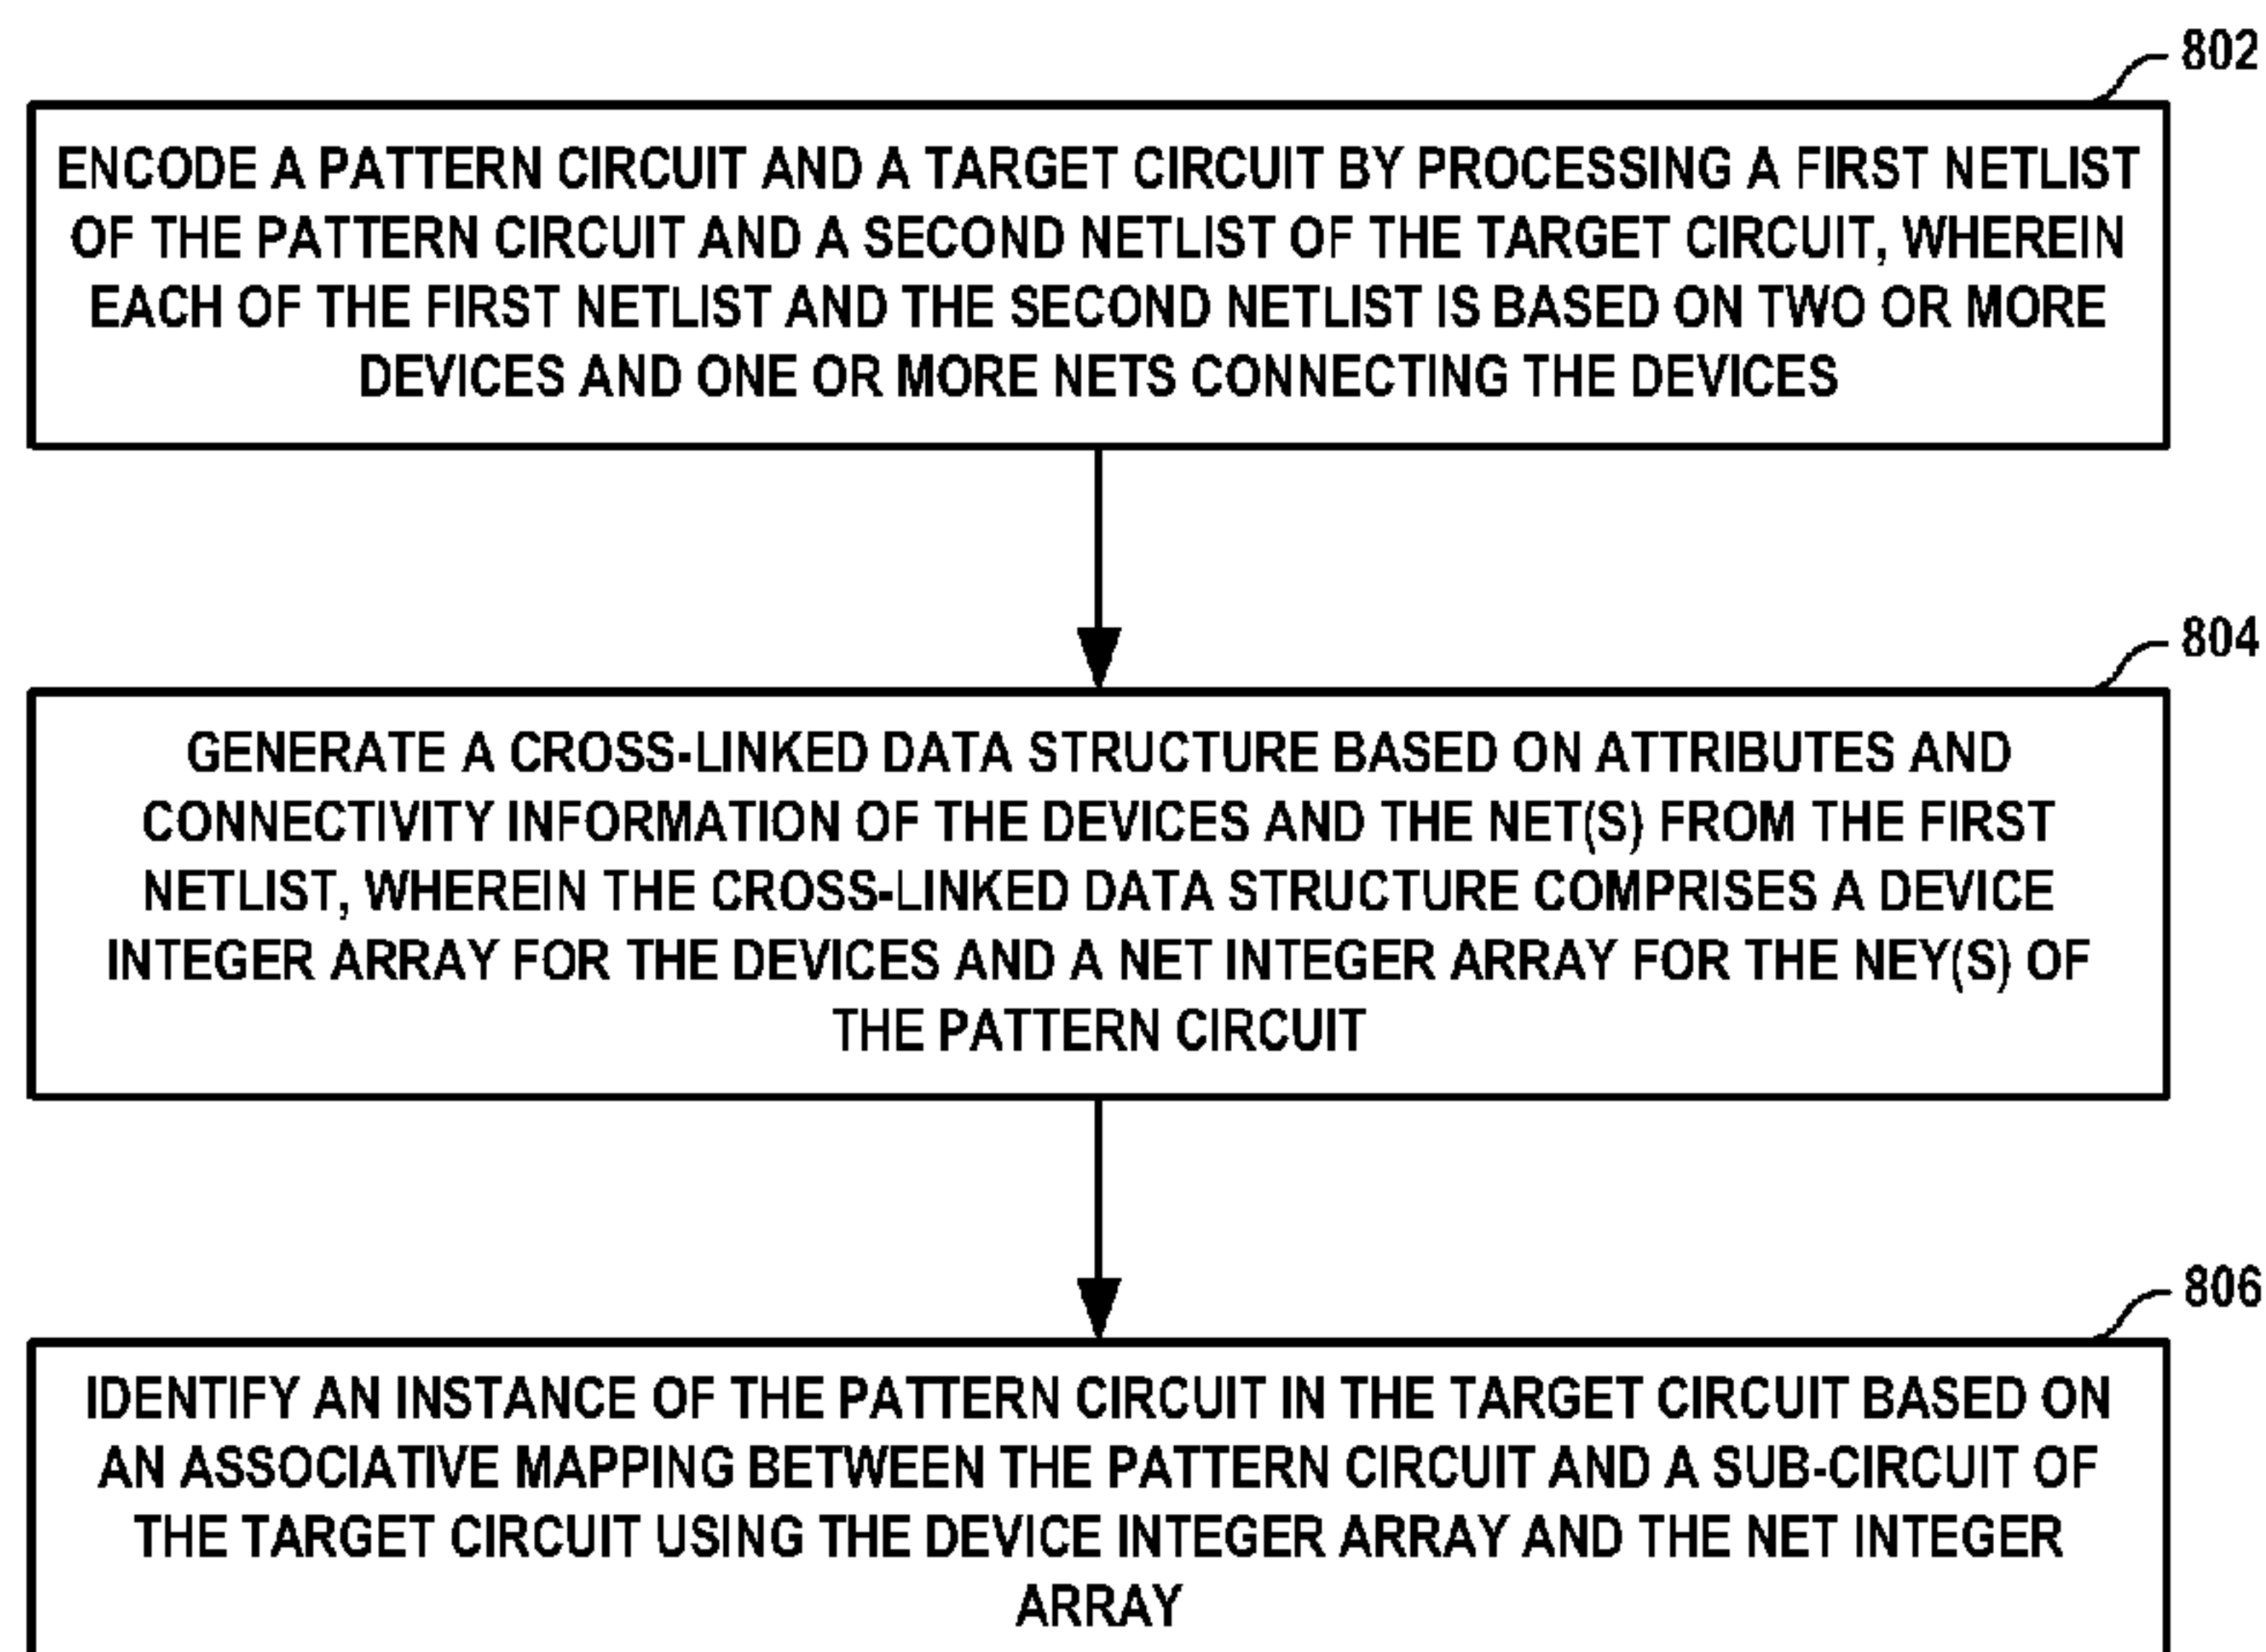 802
ENCODE A PATTERN CIRCUIT AND A TARGET CIRCUIT BY PROCESSING A FIRST NETLIST
OF THE PATTERN CIRCUIT AND A SECOND NETLIST OF THE TARGET CIRCUIT, WHEREIN
EACH OF THE FIRST NETLIST AND THE SECOND NETLIST IS BASED ON TWO OR MORE
DEVICES AND ONE OR MORE NETS CONNECTING THE DEVICES
804
GENERATE A CROSS-LINKED DATA STRUCTURE BASED ON ATTRIBUTES AND
CONNECTIVITY INFORMATION OF THE DEVICES AND THE NET(S) FROM THE FIRST
NETLIST, WHEREIN THE CROSS-LINKED DATA STRUCTURE COMPRISES A DEVICE
INTEGER ARRAY FOR THE DEVICES AND A NET INTEGER ARRAY FOR THE NEY(S) OF
THE PATTERN CIRCUIT
806
IDENTIFY AN INSTANCE OF THE PATTERN CIRCUIT IN THE TARGET CIRCUIT BASED ON
AN ASSOCIATIVE MAPPING BETWEEN THE PATTERN CIRCUIT AND A SUB-CIRCUIT OF
THE TARGET CIRCUIT USING THE DEVICE INTEGER ARRAY AND THE NET INTEGER
ARRAY